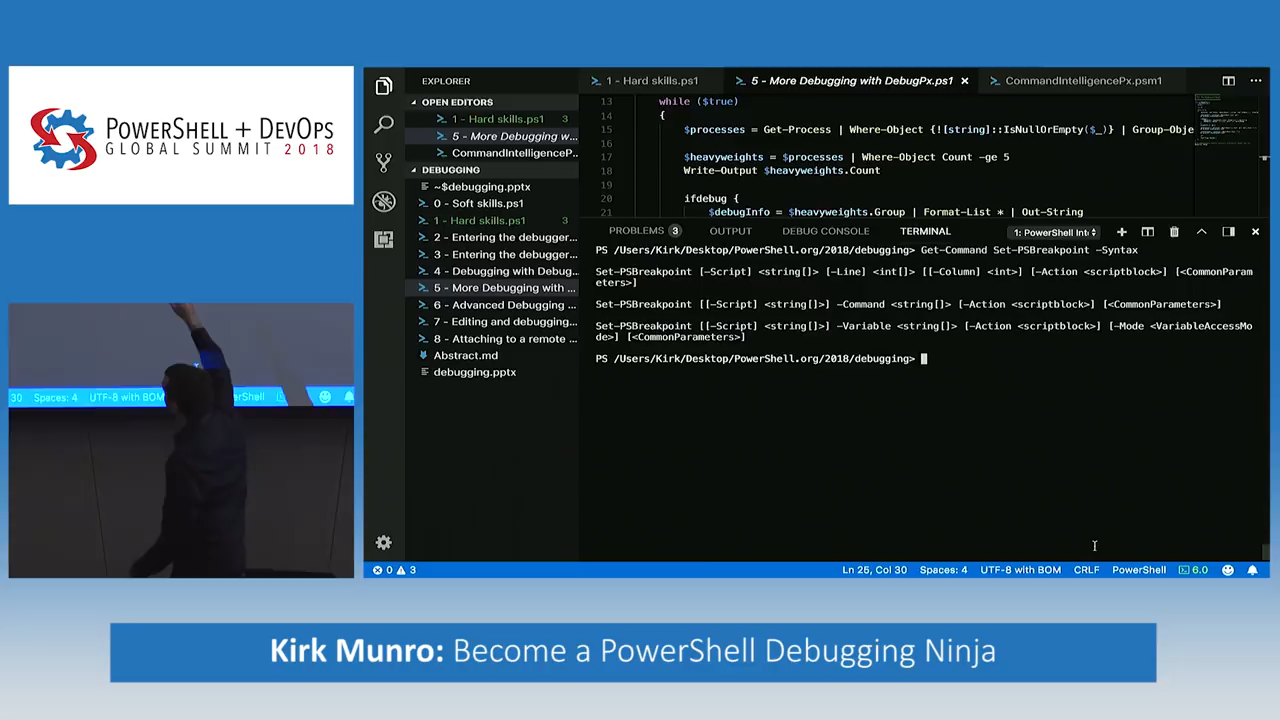 POWERSHELL + DEVOPS
GLOBAL SUMMIT 2018
30 Spaces: 4 UTF-8 with BOM
EXPLORER
OPEN EDITORS
1 - Hard skills.ps1 3
5 - More Debugging w...
CommandIntelligenceP...
DEBUGGING
~$debugging.pptx
0 - Soft skills.ps1
1 - Hard skills.ps1 3
2 - Entering the debugger...
3 - Entering the debugger...
4 - Debugging with Debug...
5 - More Debugging with ...
6 - Advanced Debugging ...
7 - Editing and debugging...
8 - Attaching to a remote ...
Abstract.md
debugging.pptx
1 - Hard skills.ps1 5 - More Debugging with DebugPx.ps1 × CommandIntelligencePx.psm1 ...
13 while ($true)
14 {
15 $processes = Get-Process | Where-Object {![string]::IsNullOrEmpty($_)} | Group-Obje
16
17 $heavyweights = $processes | Where-Object Count -ge 5
18 Write-Output $heavyweights.Count
19
20 ifdebug {
21 $debugInfo = $heavyweights.Group | Format-List * | Out-String
PROBLEMS 3 OUTPUT DEBUG CONSOLE TERMINAL 1: PowerShell Int
PS /Users/Kirk/Desktop/PowerShell.org/2018/debugging> Get-Command Set-PSBreakpoint -Syntax
Set-PSBreakpoint [-Script] <string[]> [-Line] <int[]> [[-Column] <int>] [-Action <scriptblock>] [<CommonParam
eters>]
Set-PSBreakpoint [[-Script] <string[]>] -Command <string[]> [-Action <scriptblock>] [<CommonParameters>]
Set-PSBreakpoint [[-Script] <string[]>] -Variable <string[]> [-Action <scriptblock>] [-Mode <VariableAccessMo
de>] [<CommonParameters>]
PS /Users/Kirk/Desktop/PowerShell.org/2018/debugging>
0 3 Ln 25, Col 30 Spaces: 4 UTF-8 with BOM CRLF PowerShell 6.0
Kirk Munro: Become a PowerShell Debugging Ninja